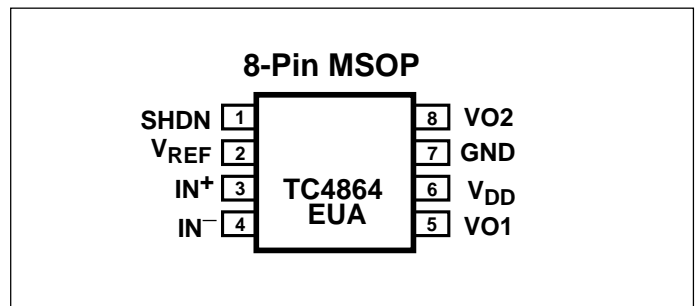 8-Pin MSOP
SHDN 1 8 VO2
VREF 2 7 GND
IN+ 3 TC4864 6 VDD
IN− 4 EUA 5 VO1